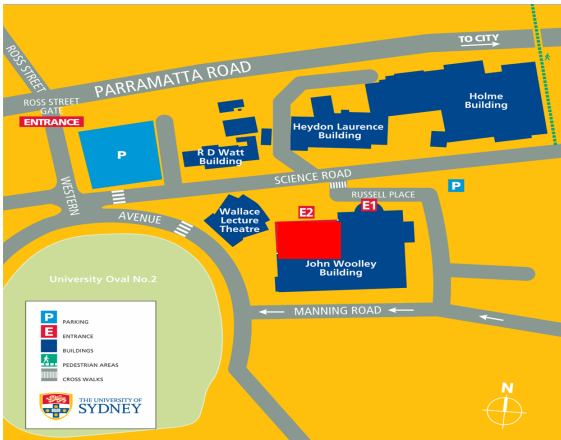 ROSS STREET
TO CITY
PARRAMATTA ROAD
ROSS STREET
GATE
ENTRANCE
P
Holme
Building
Heydon Laurence
Building
R D Watt
Building
SCIENCE ROAD
WESTERN
AVENUE
RUSSELL PLACE
P
Wallace
Lecture
Theatre
E2
E1
John Woolley
Building
University Oval No.2
MANNING ROAD
P PARKING
E ENTRANCE
BUILDINGS
PEDESTRIAN AREAS
CROSS WALKS
THE UNIVERSITY OF
SYDNEY
N